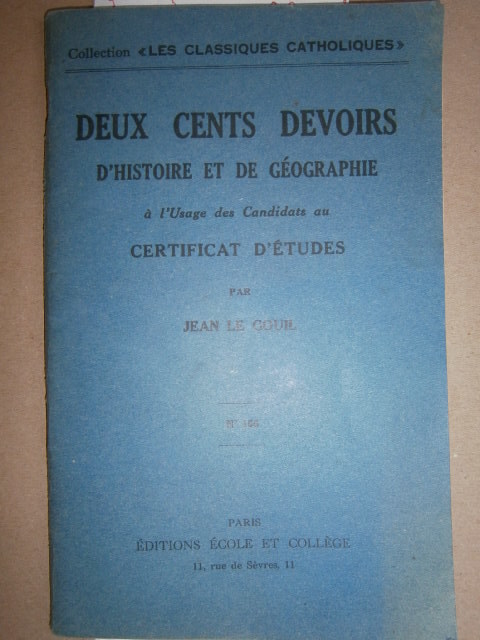 Collection «LES CLASSIQUES CATHOLIQUES»
DEUX CENTS DEVOIRS
D'HISTOIRE ET DE GÉOGRAPHIE
à l'Usage des Candidats au
CERTIFICAT D'ÉTUDES
PAR
JEAN LE GOUIL
N°
PARIS
ÉDITIONS ÉCOLE ET COLLÈGE
11, rue de Sèvres, 11